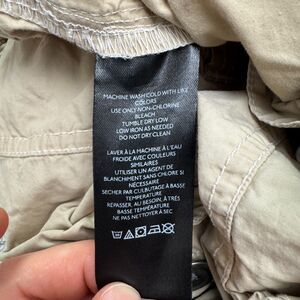 MACHINE WASH COLD WITH LIKE
COLORS
USE ONLY NON-CHLORINE
BLEACH
TUMBLE DRY LOW
LOW IRON AS NEEDED
DO NOT DRY CLEAN
LAVER À LA MACHINE À L'EAU
FROIDE AVEC COULEURS
SIMILAIRES
UTILISER UN AGENT DE
BLANCHIMENT SANS CHLORE SI
NÉCESSAIRE
SECHER PAR CULBUTAGE À BASSE
TEMPERATURE
REPASSER, AU BESOIN, À TRÈS
BASSE TEMPÉRATURE
NE PAS NETTOYER À SEC